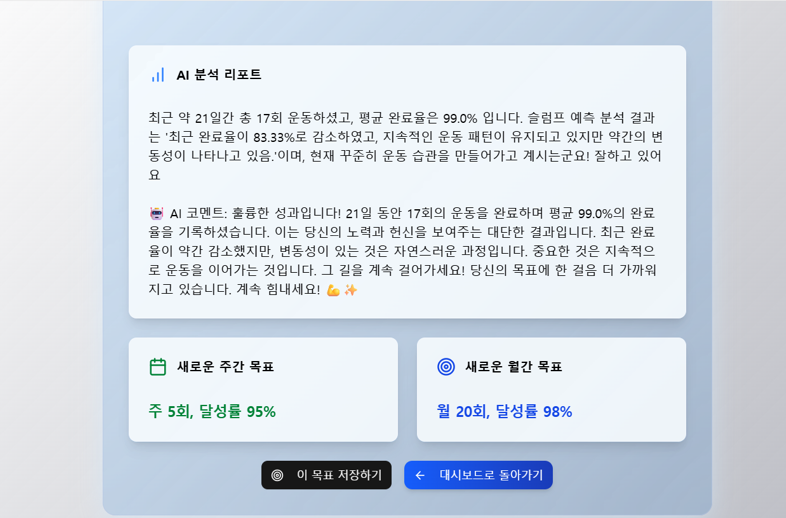 AI 분석 리포트
최근 약 21일간 총 17회 운동하셨고, 평균 완료율은 99.0% 입니다. 슬럼프 예측 분석 결과
는 '최근 완료율이 83.33%로 감소하였고, 지속적인 운동 패턴이 유지되고 있지만 약간의 변
동성이 나타나고 있음.'이며, 현재 꾸준히 운동 습관을 만들어가고 계시는군요! 잘하고 있어
요
🤖 AI 코멘트: 훌륭한 성과입니다! 21일 동안 17회의 운동을 완료하며 평균 99.0%의 완료
율을 기록하셨습니다. 이는 당신의 노력과 헌신을 보여주는 대단한 결과입니다. 최근 완료
율이 약간 감소했지만, 변동성이 있는 것은 자연스러운 과정입니다. 중요한 것은 지속적으
로 운동을 이어가는 것입니다. 그 길을 계속 걸어가세요! 당신의 목표에 한 걸음 더 가까워
지고 있습니다. 계속 힘내세요! 💪✨
새로운 주간 목표
주 5회, 달성률 95%
새로운 월간 목표
월 20회, 달성률 98%
이 목표 저장하기
대시보드로 돌아가기